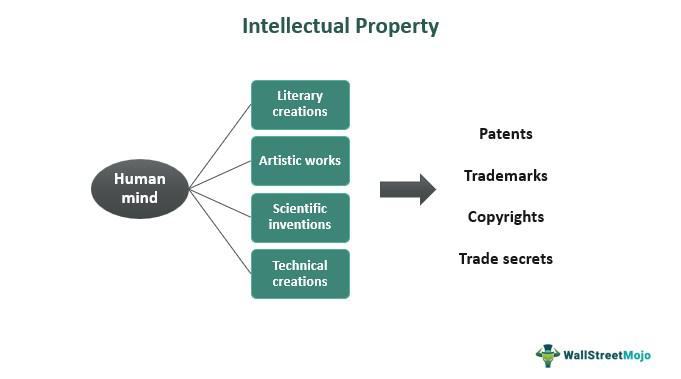 Intellectual Property
Human
mind
Literary
creations
Artistic works
Scientific
inventions
Technical
creations
Patents
Trademarks
Copyrights
Trade secrets
WallStreetMojo